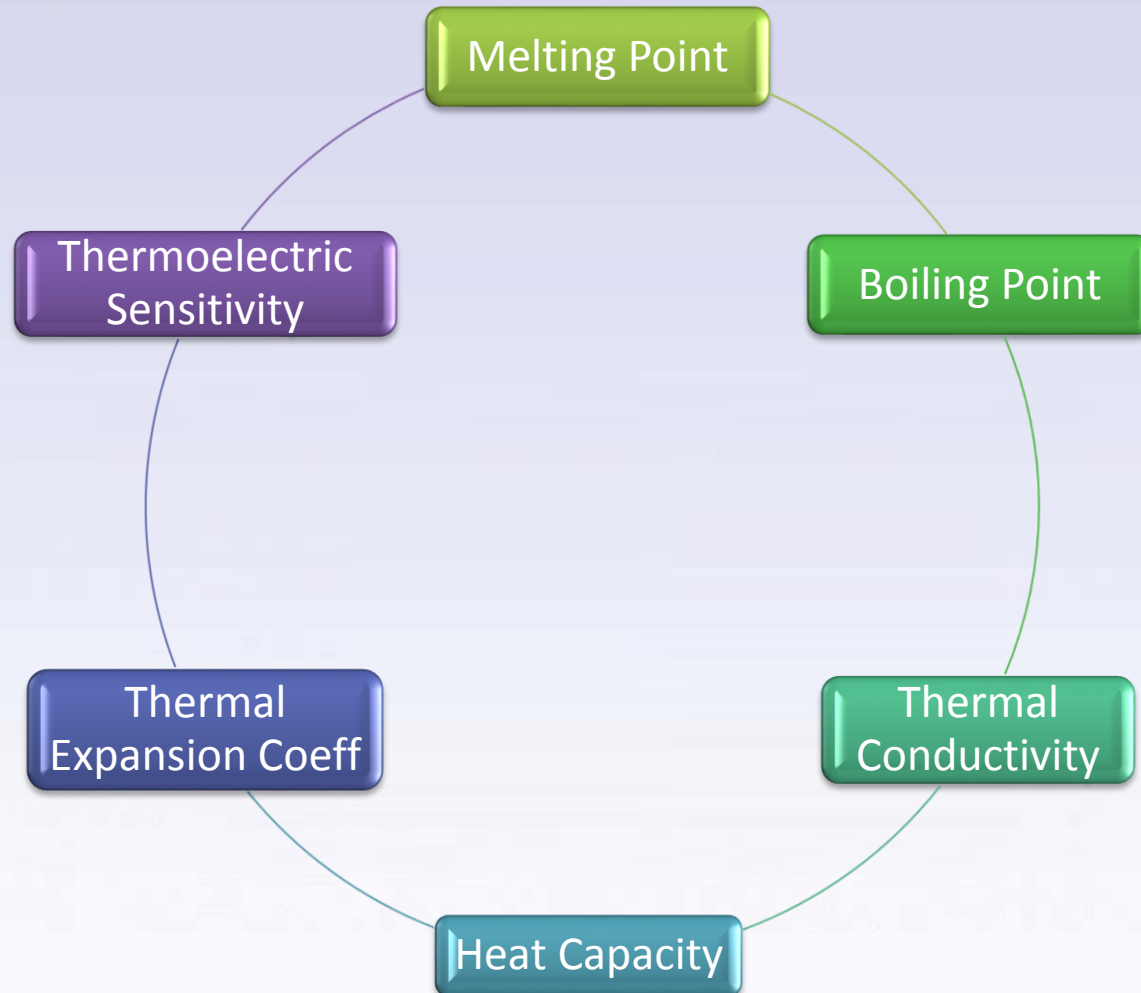 Melting Point
Thermoelectric
Sensitivity
Boiling Point
Thermal
Expansion Coeff
Thermal
Conductivity
Heat Capacity